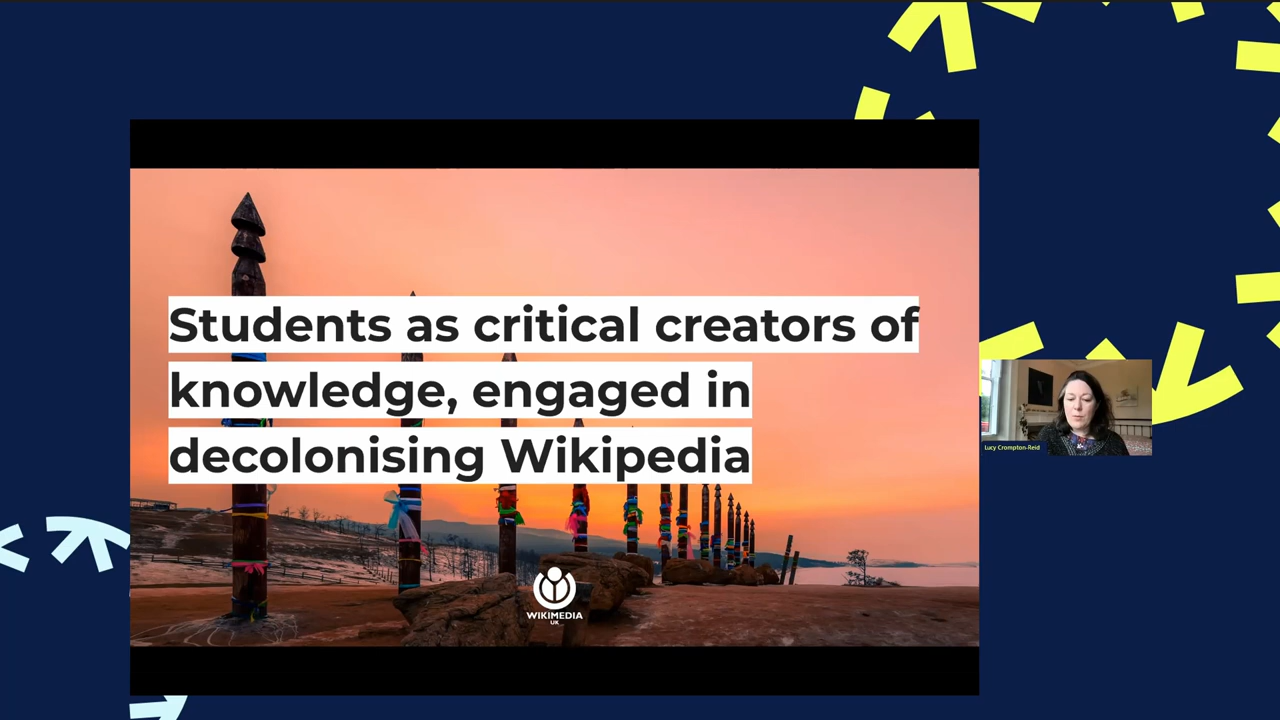 Students as critical creators of
knowledge, engaged in
decolonising Wikipedia
WIKIMEDIA
UK
Lucy Crompton-Reid